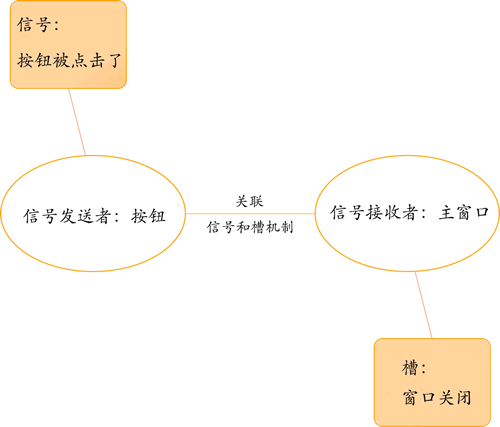 信号：
按钮被点击了
信号发送者：按钮
关联
信号和槽机制
信号接收者：主窗口
槽：
窗口关闭